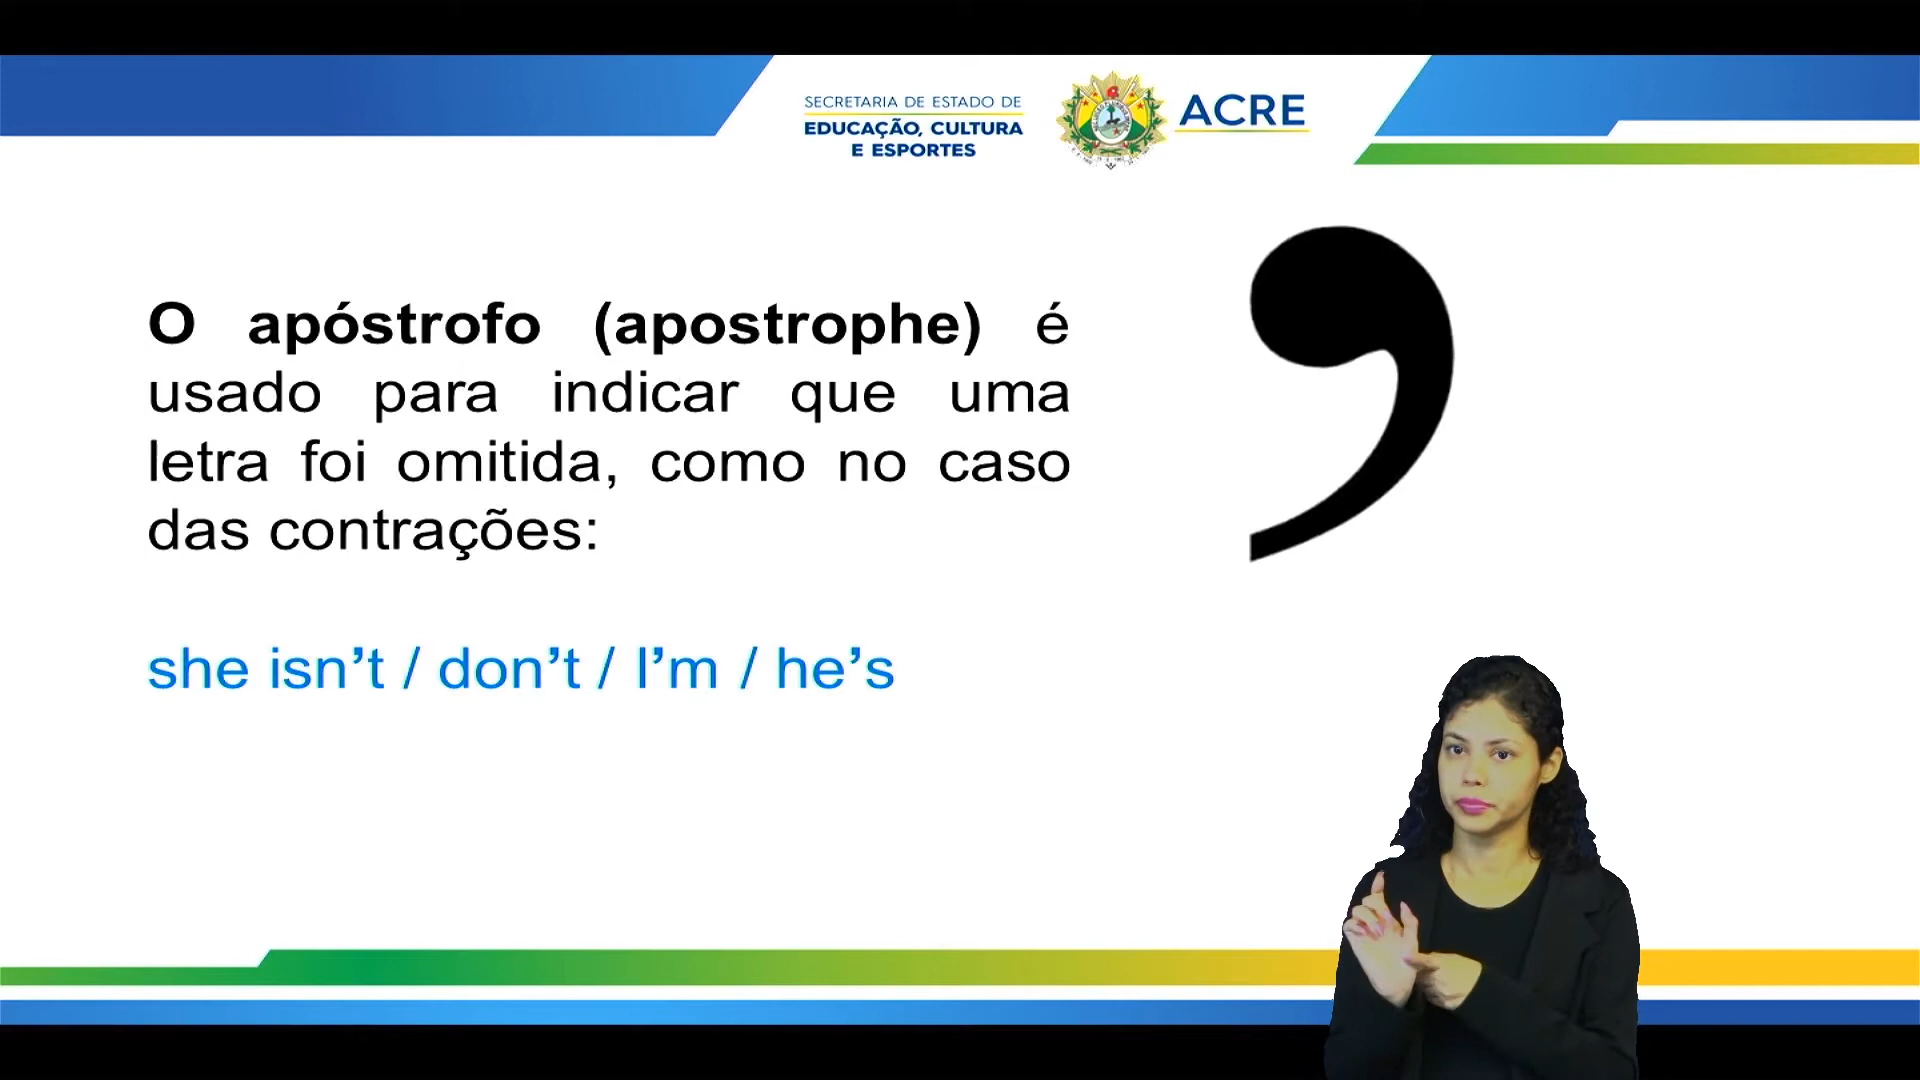 SECRETARIA DE ESTADO DE
EDUCAÇÃO, CULTURA
E ESPORTES
ACRE
O apóstrofo (apostrophe) é
usado para indicar que uma
letra foi omitida, como no caso
das contrações:
she isn’t / don’t / I’m / he’s
’